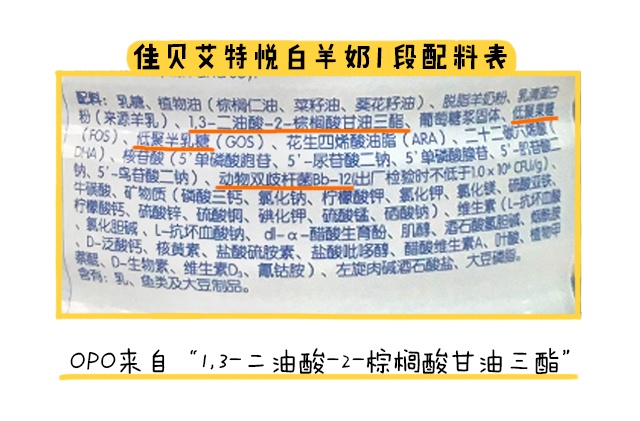 佳贝艾特悦白羊奶1段配料表
配料：乳糖、植物油（棕榈仁油、菜籽油、葵花籽油）、脱脂羊奶粉、乳清蛋白
粉（来源羊乳）、1,3-二油酸-2-棕榈酸甘油三酯、葡萄糖浆固体、低聚果糖
（FOS）、低聚半乳糖（GOS）、花生四烯酸油脂（ARA）、二十二碳六烯酸（
DHA）、核苷酸（5'单磷酸胞苷、5'-尿苷酸二钠、5'单磷酸腺苷、5'-肌苷酸二
钠、5'-鸟苷酸二钠）、动物双歧杆菌Bb-12(出厂检验时不低于1.0×10⁶ CFU/g)、
牛磺酸、矿物质（磷酸三钙、氯化钠、柠檬酸钾、氯化钾、氯化镁、硫酸亚铁、
柠檬酸钙、硫酸锌、硫酸铜、碘化钾、硫酸锰、硒酸钠）、维生素（L-抗坏血酸
、氯化胆碱、L-抗坏血酸钠、dl-α-醋酸生育酚、肌醇、酒石酸氢胆碱、烟酰胺
、D-泛酸钙、核黄素、盐酸硫胺素、盐酸吡哆醇、醋酸维生素A、叶酸、植物甲
萘醌、D-生物素、维生素D₃、氰钴胺）、左旋肉碱酒石酸盐、大豆磷脂。
含有：乳、鱼类及大豆制品。
OPO来自“1,3-二油酸-2-棕榈酸甘油三酯”